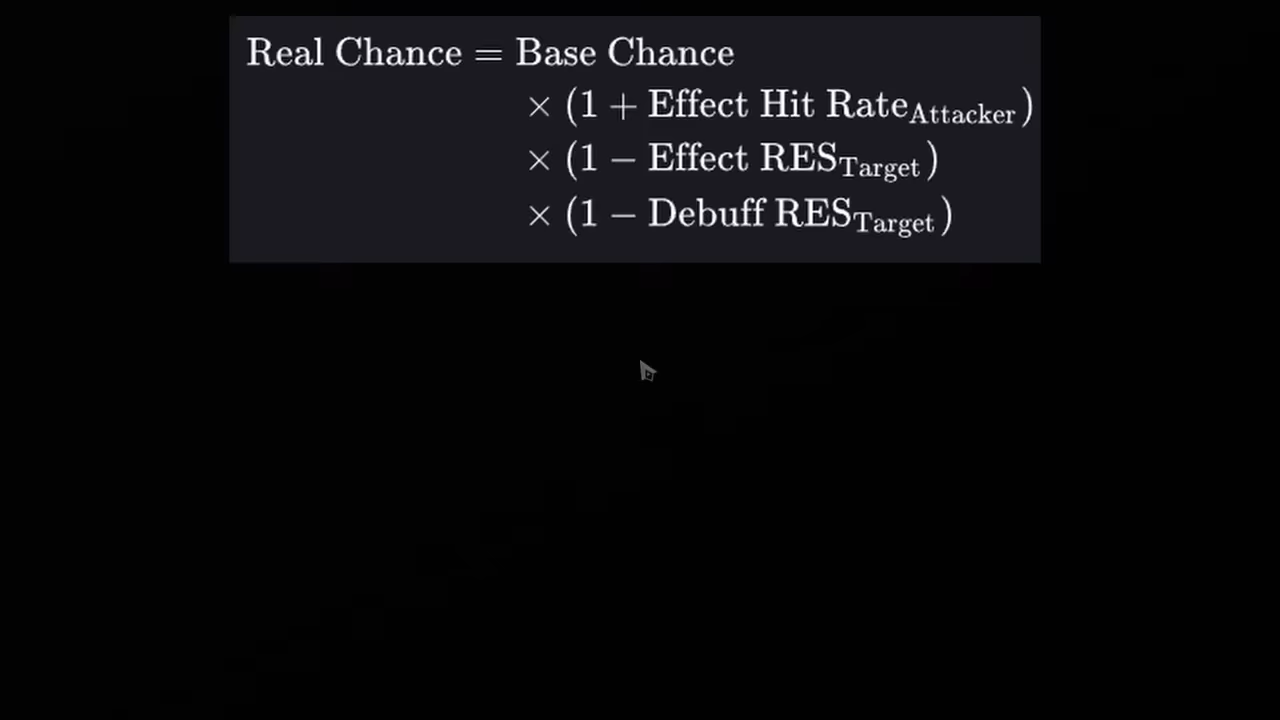 Real Chance = Base Chance
× (1 + Effect Hit Rate_Attacker)
× (1 − Effect RES_Target)
× (1 − Debuff RES_Target)